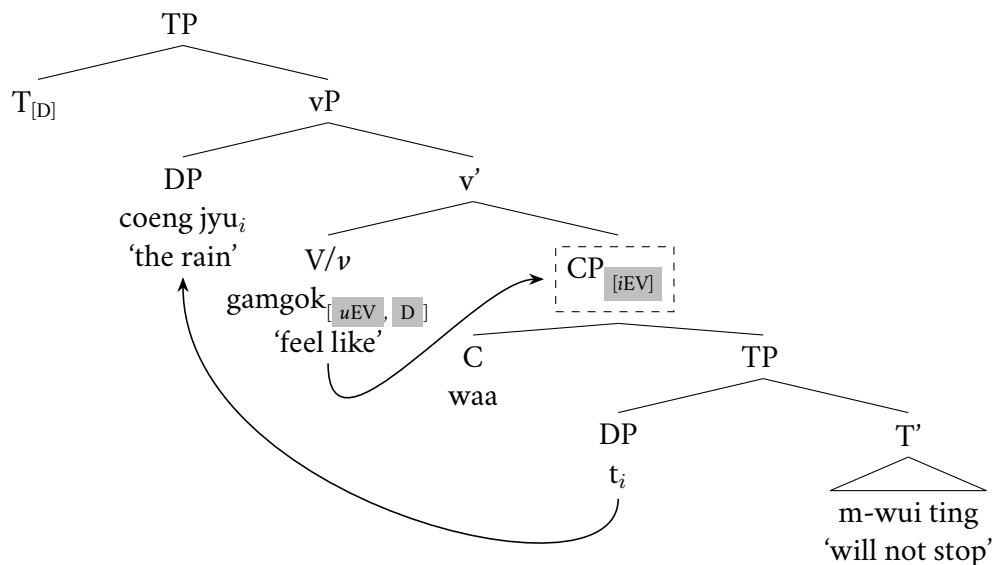 TP
T[D] vP
DP v’
coeng jyuᵢ
‘the rain’
V/v CP[iEV]
gamgok[uEV, D]
‘feel like’
C TP
waa
DP T’
tᵢ
m-wui ting
‘will not stop’